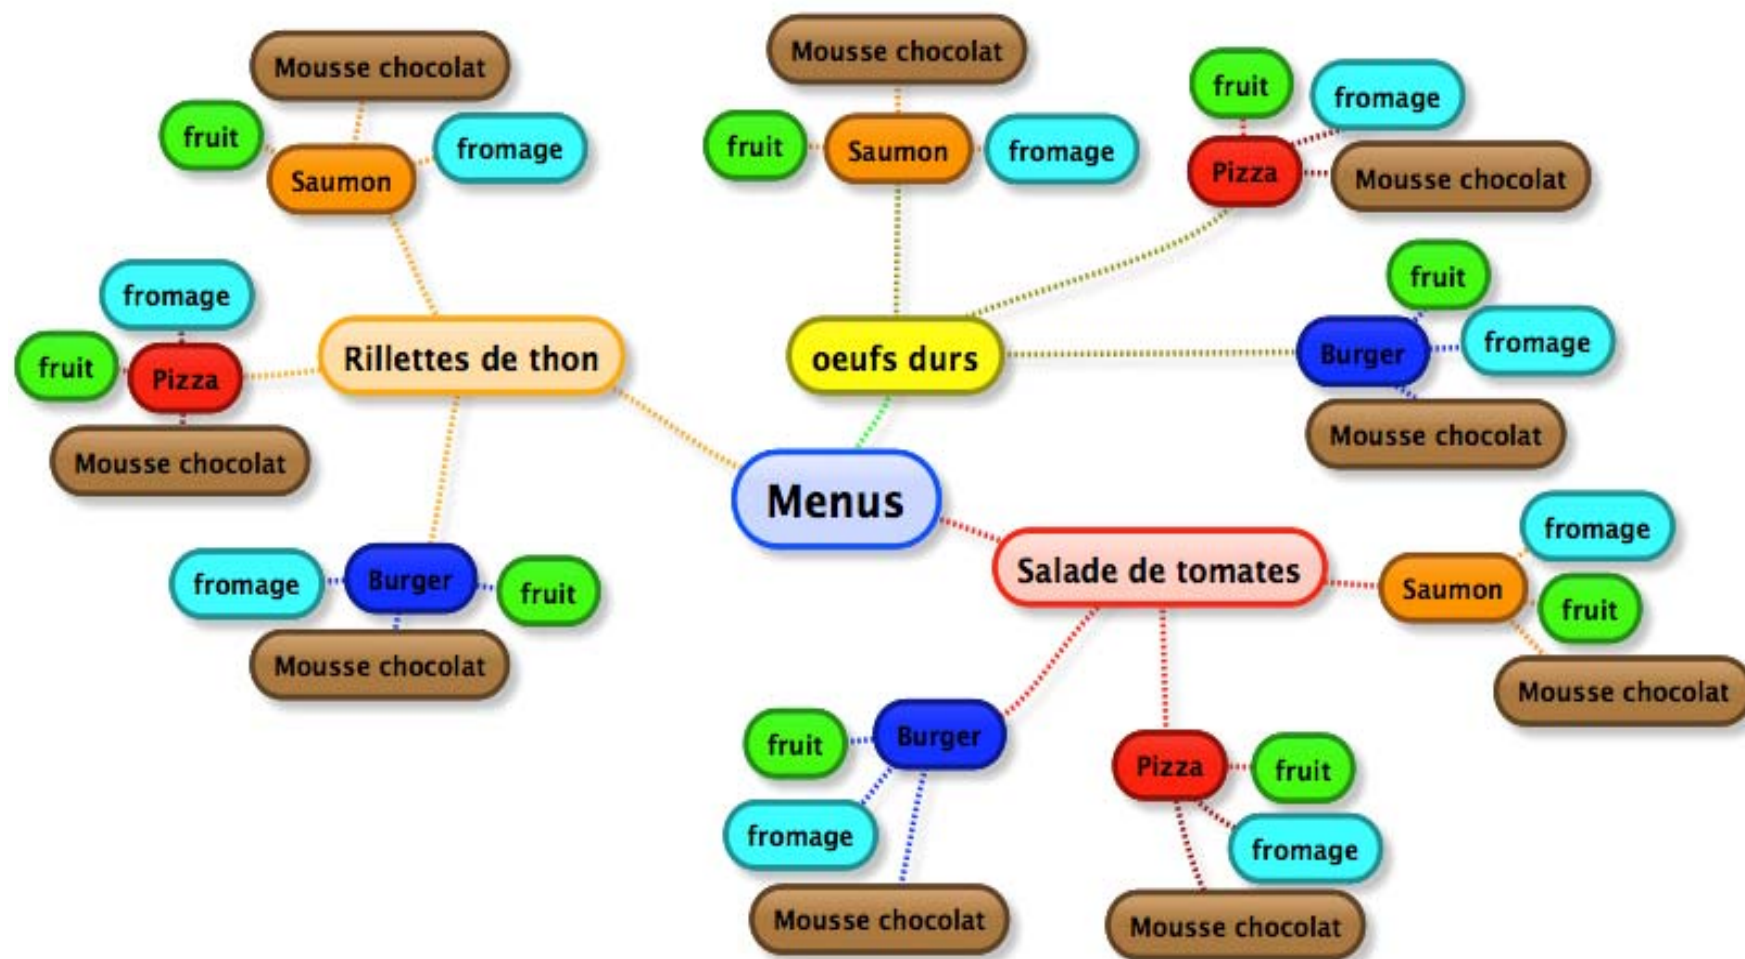 Mousse chocolat
fruit
fromage
Saumon
fromage
fruit
Pizza
Mousse chocolat
Rillettes de thon
fromage
Burger
fruit
Mousse chocolat
Mousse chocolat
fruit
Saumon
fromage
fruit
fromage
Pizza
Mousse chocolat
oeufs durs
fruit
Burger
fromage
Mousse chocolat
Menus
Salade de tomates
fromage
Saumon
fruit
Mousse chocolat
fruit
Burger
fromage
Mousse chocolat
Pizza
fruit
fromage
Mousse chocolat